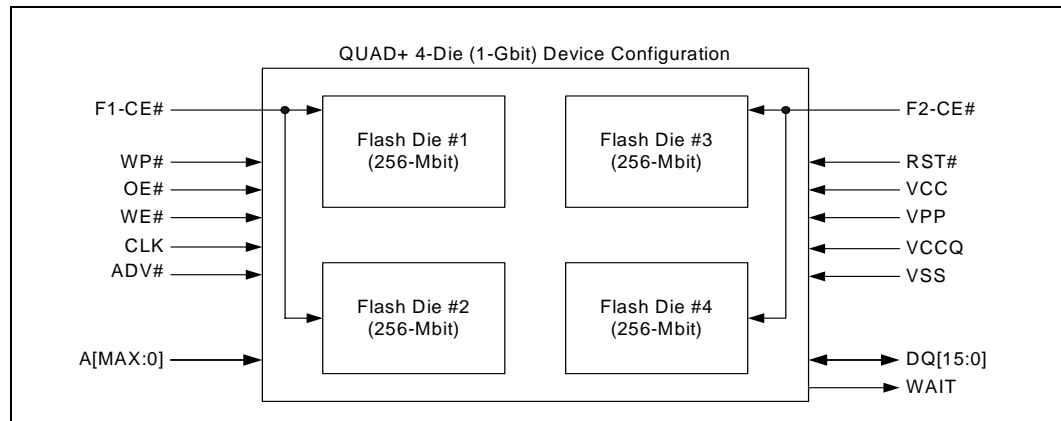 QUAD+ 4-Die (1-Gbit) Device Configuration
F1-CE#
WP#
OE#
WE#
CLK
ADV#
A[MAX:0]
Flash Die #1
(256-Mbit)
Flash Die #3
(256-Mbit)
Flash Die #2
(256-Mbit)
Flash Die #4
(256-Mbit)
F2-CE#
RST#
VCC
VPP
VCCQ
VSS
DQ[15:0]
WAIT